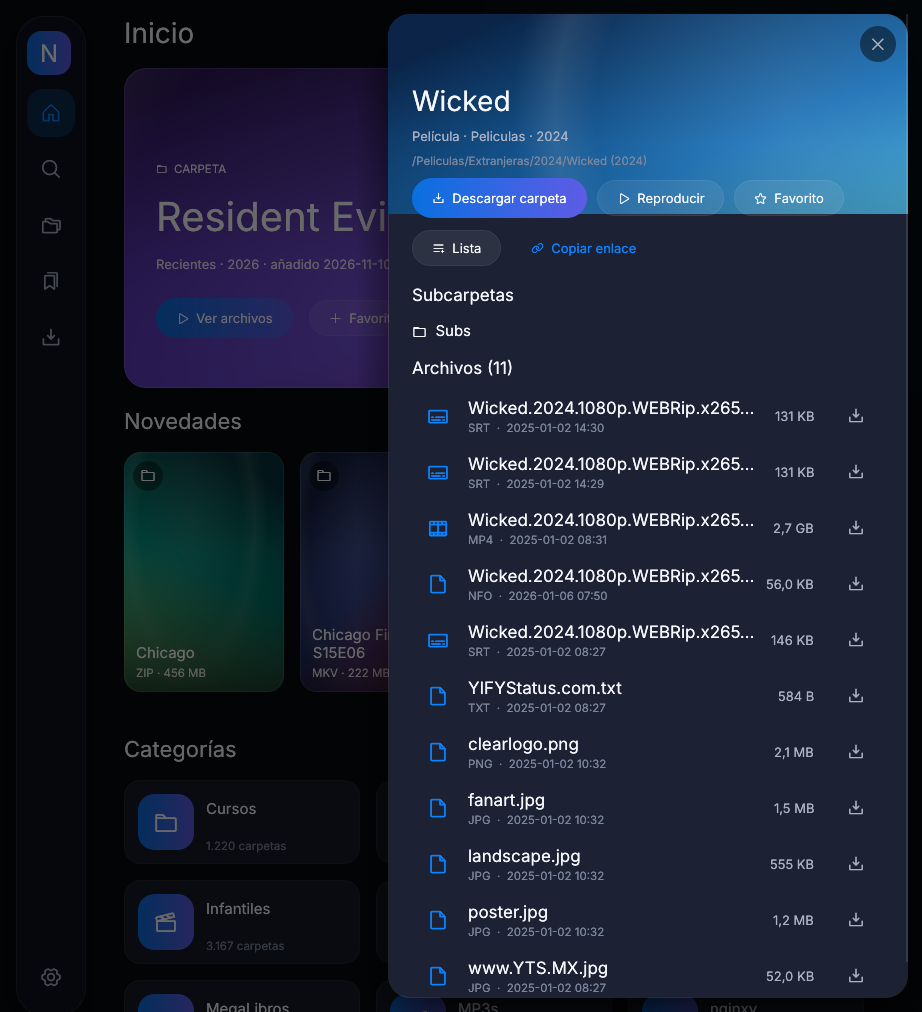 N
Inicio
CARPETA
Resident Evi
Recientes · 2026 · añadido 2026-11-10
Ver archivos
Favorit
Novedades
Chicago
ZIP · 456 MB
Chicago Fi
S15E06
MKV · 222 MB
Categorías
Cursos
1.220 carpetas
Infantiles
3.167 carpetas
MegaLibros
MP3s
nginxy
Wicked
Película · Peliculas · 2024
/Peliculas/Extranjeras/2024/Wicked (2024)
Descargar carpeta
Reproducir
Favorito
Lista
Copiar enlace
Subcarpetas
Subs
Archivos (11)
Wicked.2024.1080p.WEBRip.x265... 131 KB
SRT · 2025-01-02 14:30
Wicked.2024.1080p.WEBRip.x265... 131 KB
SRT · 2025-01-02 14:29
Wicked.2024.1080p.WEBRip.x265... 2,7 GB
MP4 · 2025-01-02 08:31
Wicked.2024.1080p.WEBRip.x265... 56,0 KB
NFO · 2026-01-06 07:50
Wicked.2024.1080p.WEBRip.x265... 146 KB
SRT · 2025-01-02 08:27
YIFYStatus.com.txt 584 B
TXT · 2025-01-02 08:27
clearlogo.png 2,1 MB
PNG · 2025-01-02 10:32
fanart.jpg 1,5 MB
JPG · 2025-01-02 10:32
landscape.jpg 555 KB
JPG · 2025-01-02 10:32
poster.jpg 1,2 MB
JPG · 2025-01-02 10:32
www.YTS.MX.jpg 52,0 KB
JPG · 2025-01-02 08:27